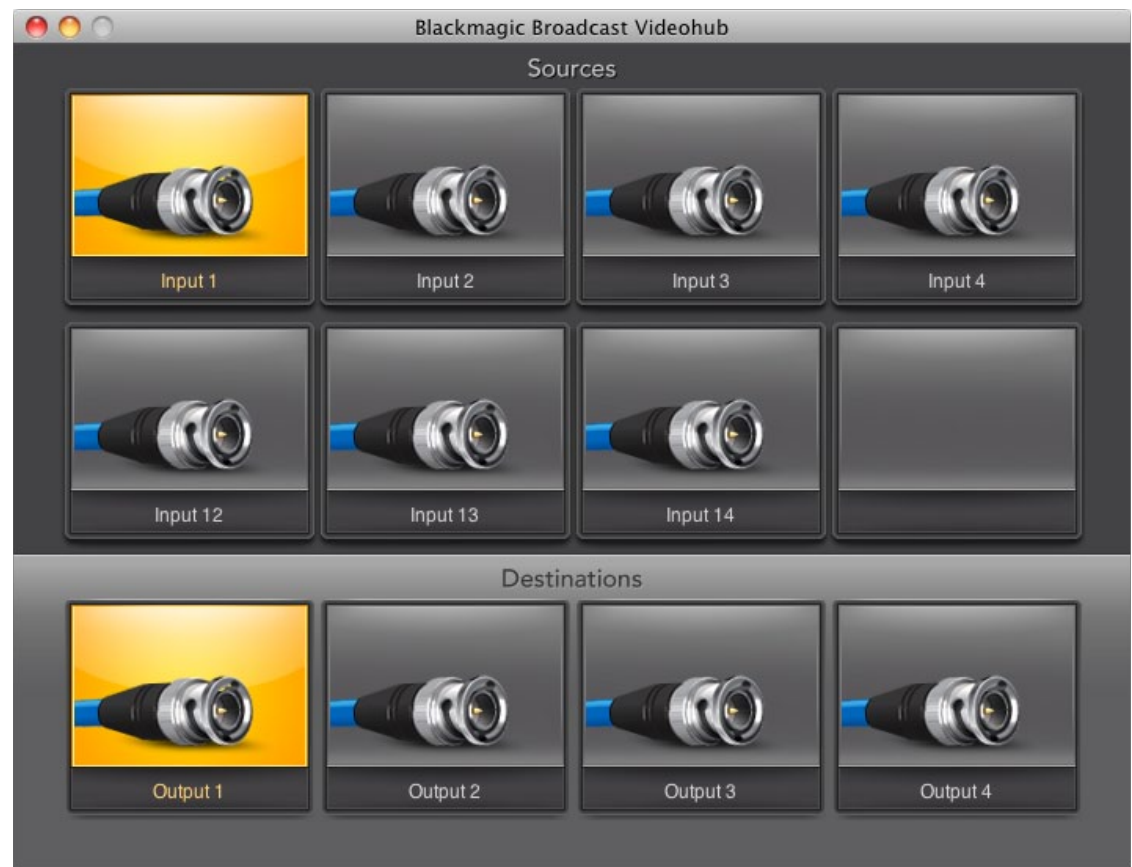 Blackmagic Broadcast Videohub
Sources
Input 1
Input 2
Input 3
Input 4
Input 12
Input 13
Input 14
Destinations
Output 1
Output 2
Output 3
Output 4